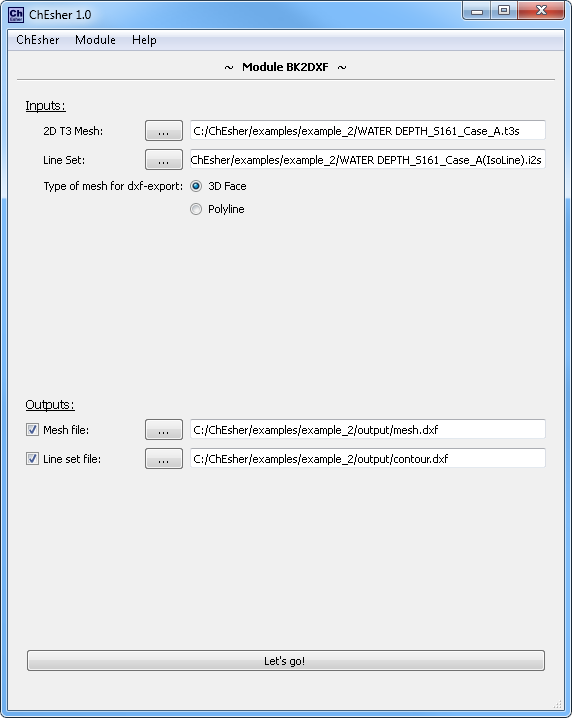 Ch ChEsher 1.0
ChEsher Module Help
~ Module BK2DXF ~
Inputs:
2D T3 Mesh: ... C:/ChEsher/examples/example_2/WATER DEPTH_S161_Case_A.t3s
Line Set: ... ChEsher/examples/example_2/WATER DEPTH_S161_Case_A(IsoLine).i2s
Type of mesh for dxf-export: 3D Face
Polyline
Outputs:
Mesh file: ... C:/ChEsher/examples/example_2/output/mesh.dxf
Line set file: ... C:/ChEsher/examples/example_2/output/contour.dxf
Let's go!